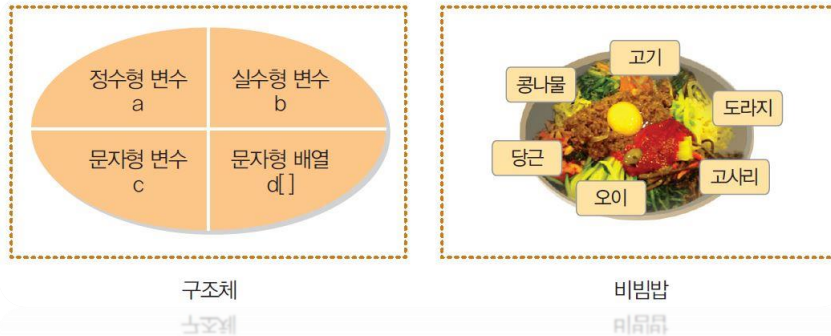 정수형 변수
a
실수형 변수
b
문자형 변수
c
문자형 배열
d[ ]
구조체
고기
콩나물
도라지
당근
고사리
오이
비빔밥